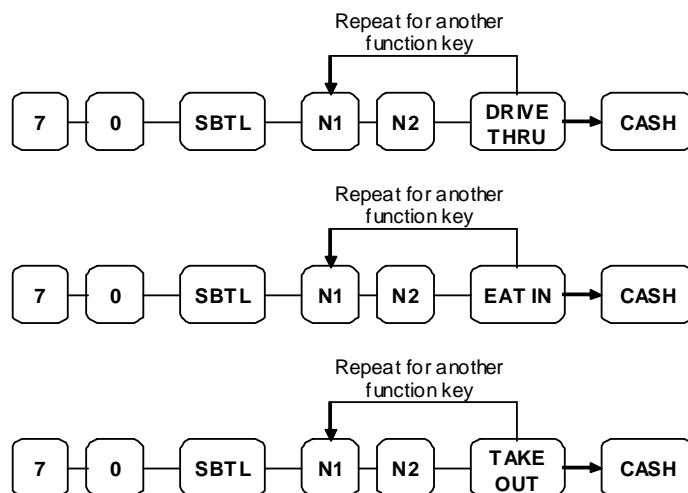 Repeat for another
function key
7 0 SBTL N1 N2 DRIVE THRU CASH
Repeat for another
function key
7 0 SBTL N1 N2 EAT IN CASH
Repeat for another
function key
7 0 SBTL N1 N2 TAKE OUT CASH